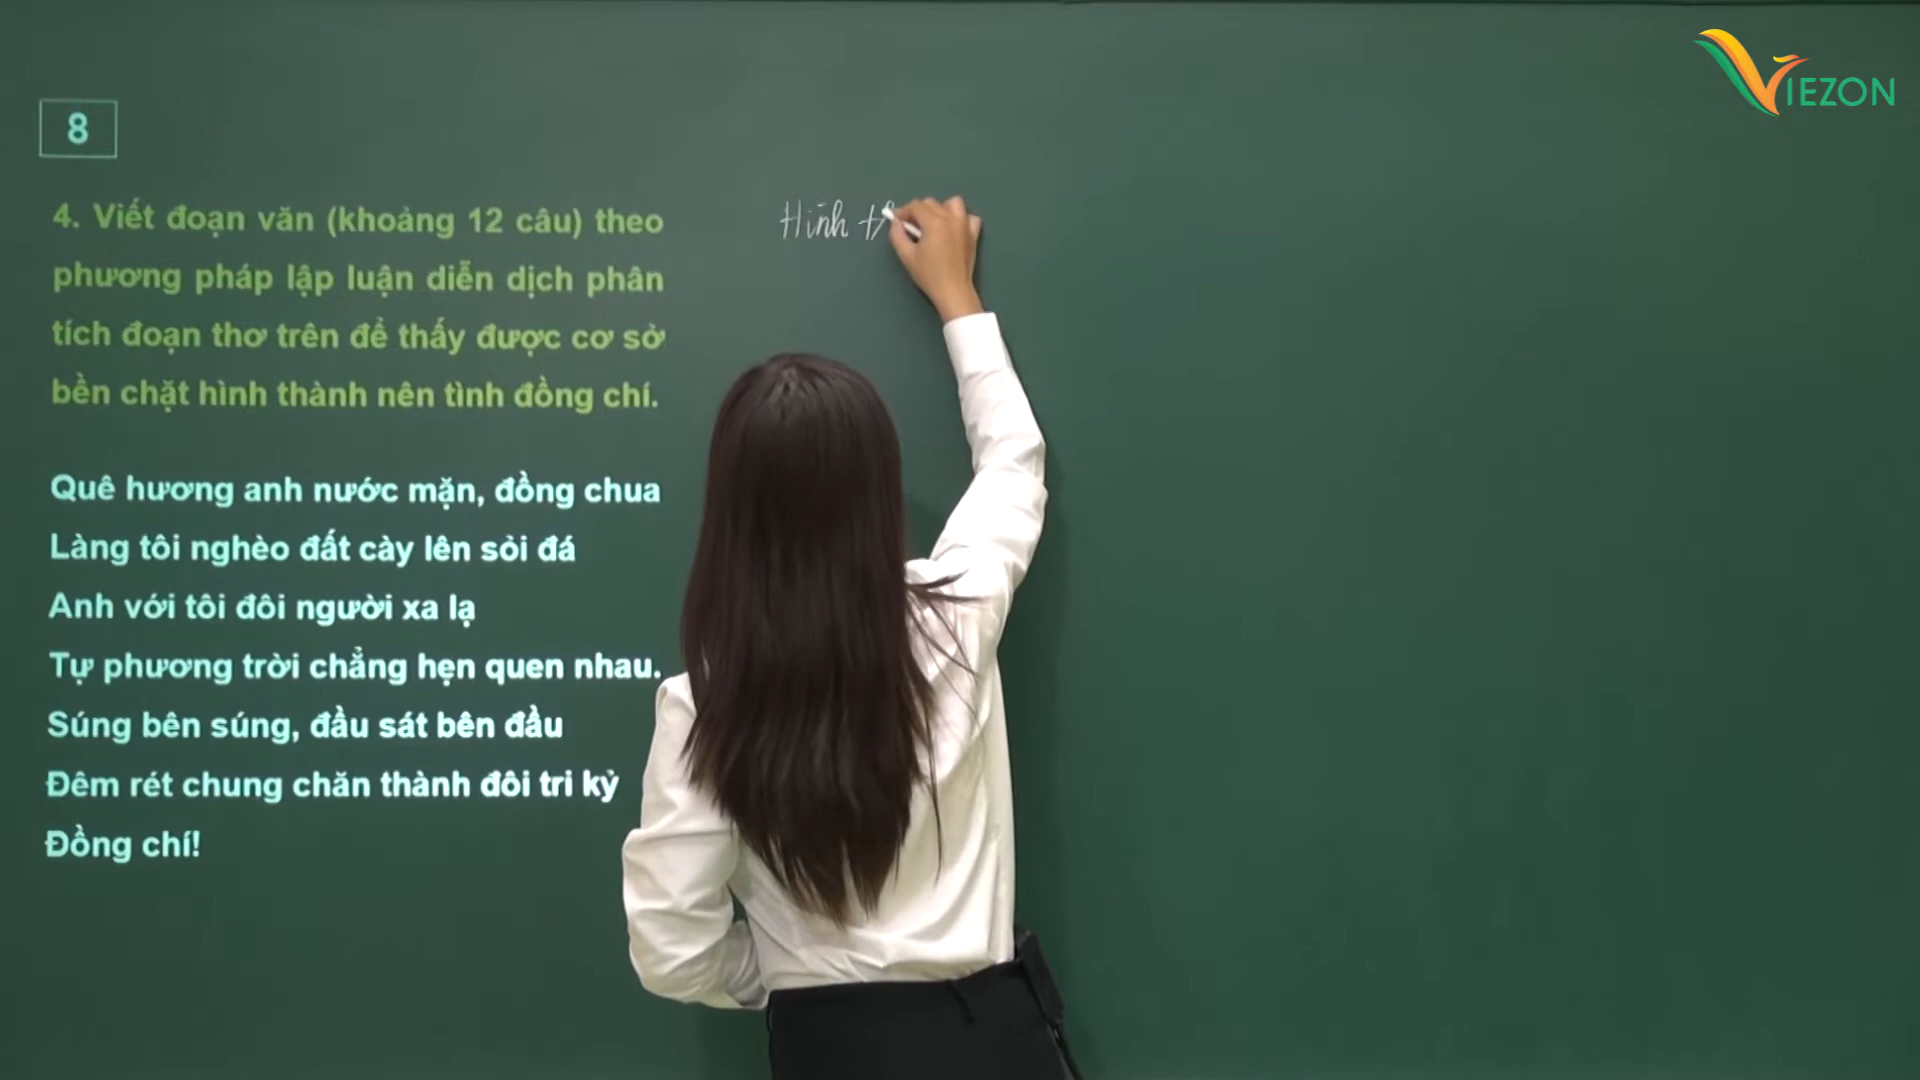 VIEZON
8
4. Viết đoạn văn (khoảng 12 câu) theo
phương pháp lập luận diễn dịch phân
tích đoạn thơ trên để thấy được cơ sở
bền chặt hình thành nên tình đồng chí.
Quê hương anh nước mặn, đồng chua
Làng tôi nghèo đất cày lên sỏi đá
Anh với tôi đôi người xa lạ
Tự phương trời chẳng hẹn quen nhau.
Súng bên súng, đầu sát bên đầu
Đêm rét chung chăn thành đôi tri kỷ
Đồng chí!
Hình